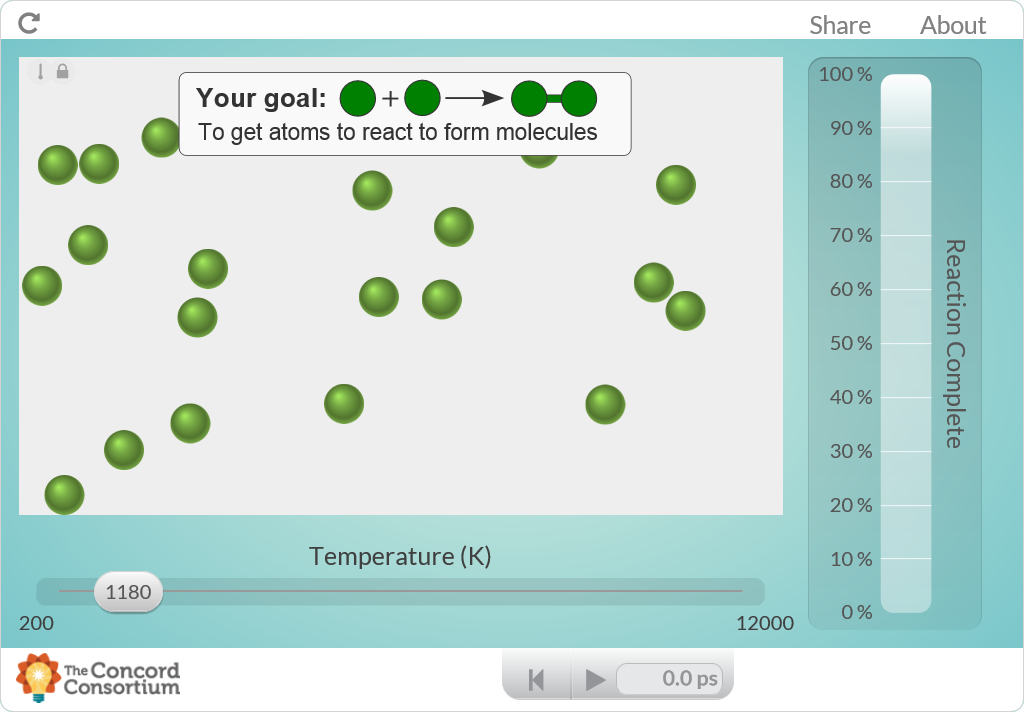 Share About
Your goal: + 
To get atoms to react to form molecules
100 %
90 %
80 %
70 %
60 %
50 %
40 %
30 %
20 %
10 %
0 %
Reaction Complete
Temperature (K)
1180
200 12000
The Concord
Consortium
0.0 ps